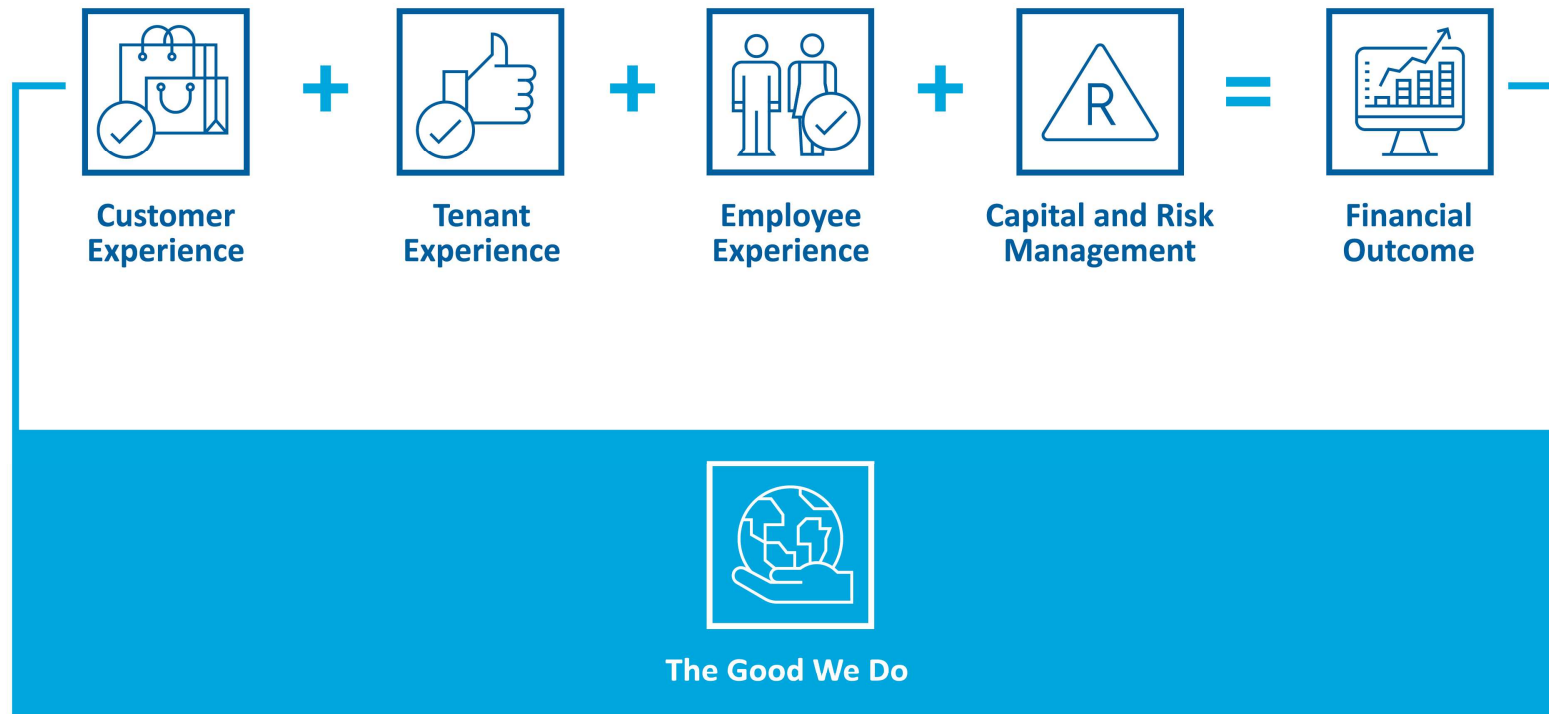 Customer
Experience
+
Tenant
Experience
+
Employee
Experience
+
R
Capital and Risk
Management
=
Financial
Outcome
The Good We Do